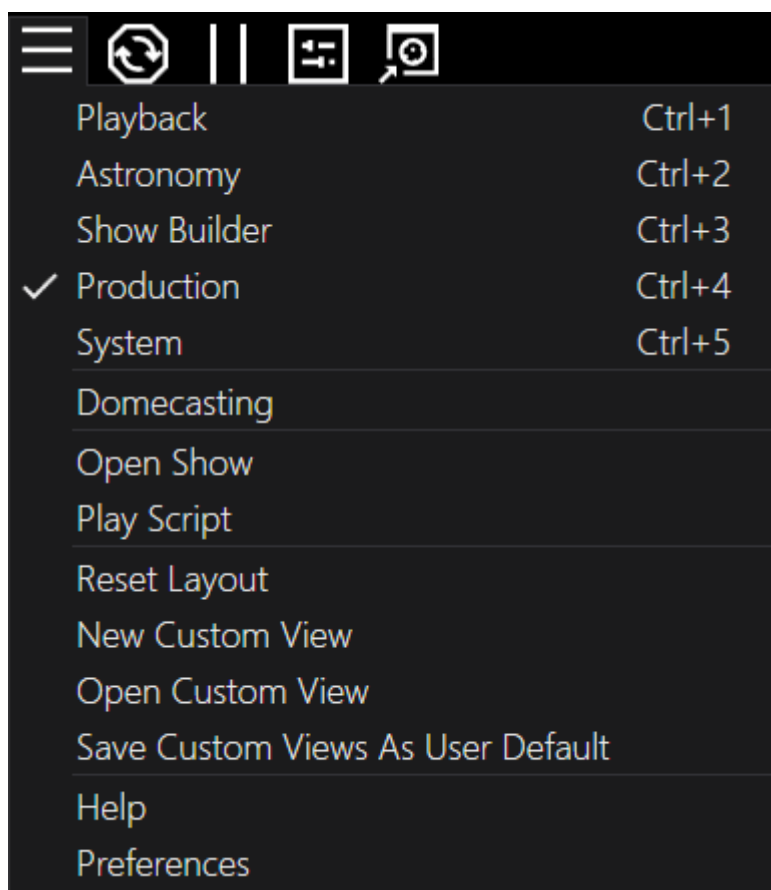 Playback Ctrl+1
Astronomy Ctrl+2
Show Builder Ctrl+3
Production Ctrl+4
System Ctrl+5
Domecasting
Open Show
Play Script
Reset Layout
New Custom View
Open Custom View
Save Custom Views As User Default
Help
Preferences